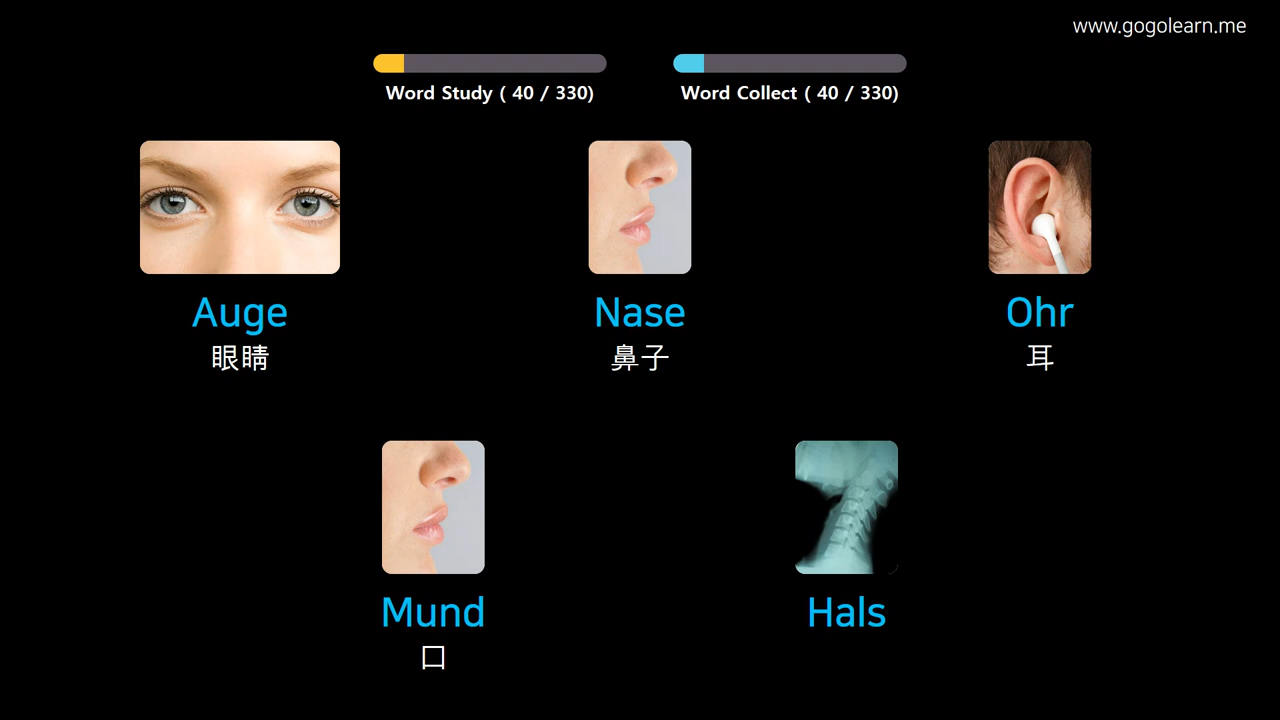 www.gogolearn.me
Word Study ( 40 / 330)
Word Collect ( 40 / 330)
Auge
眼睛
Nase
鼻子
Ohr
耳
Mund
口
Hals